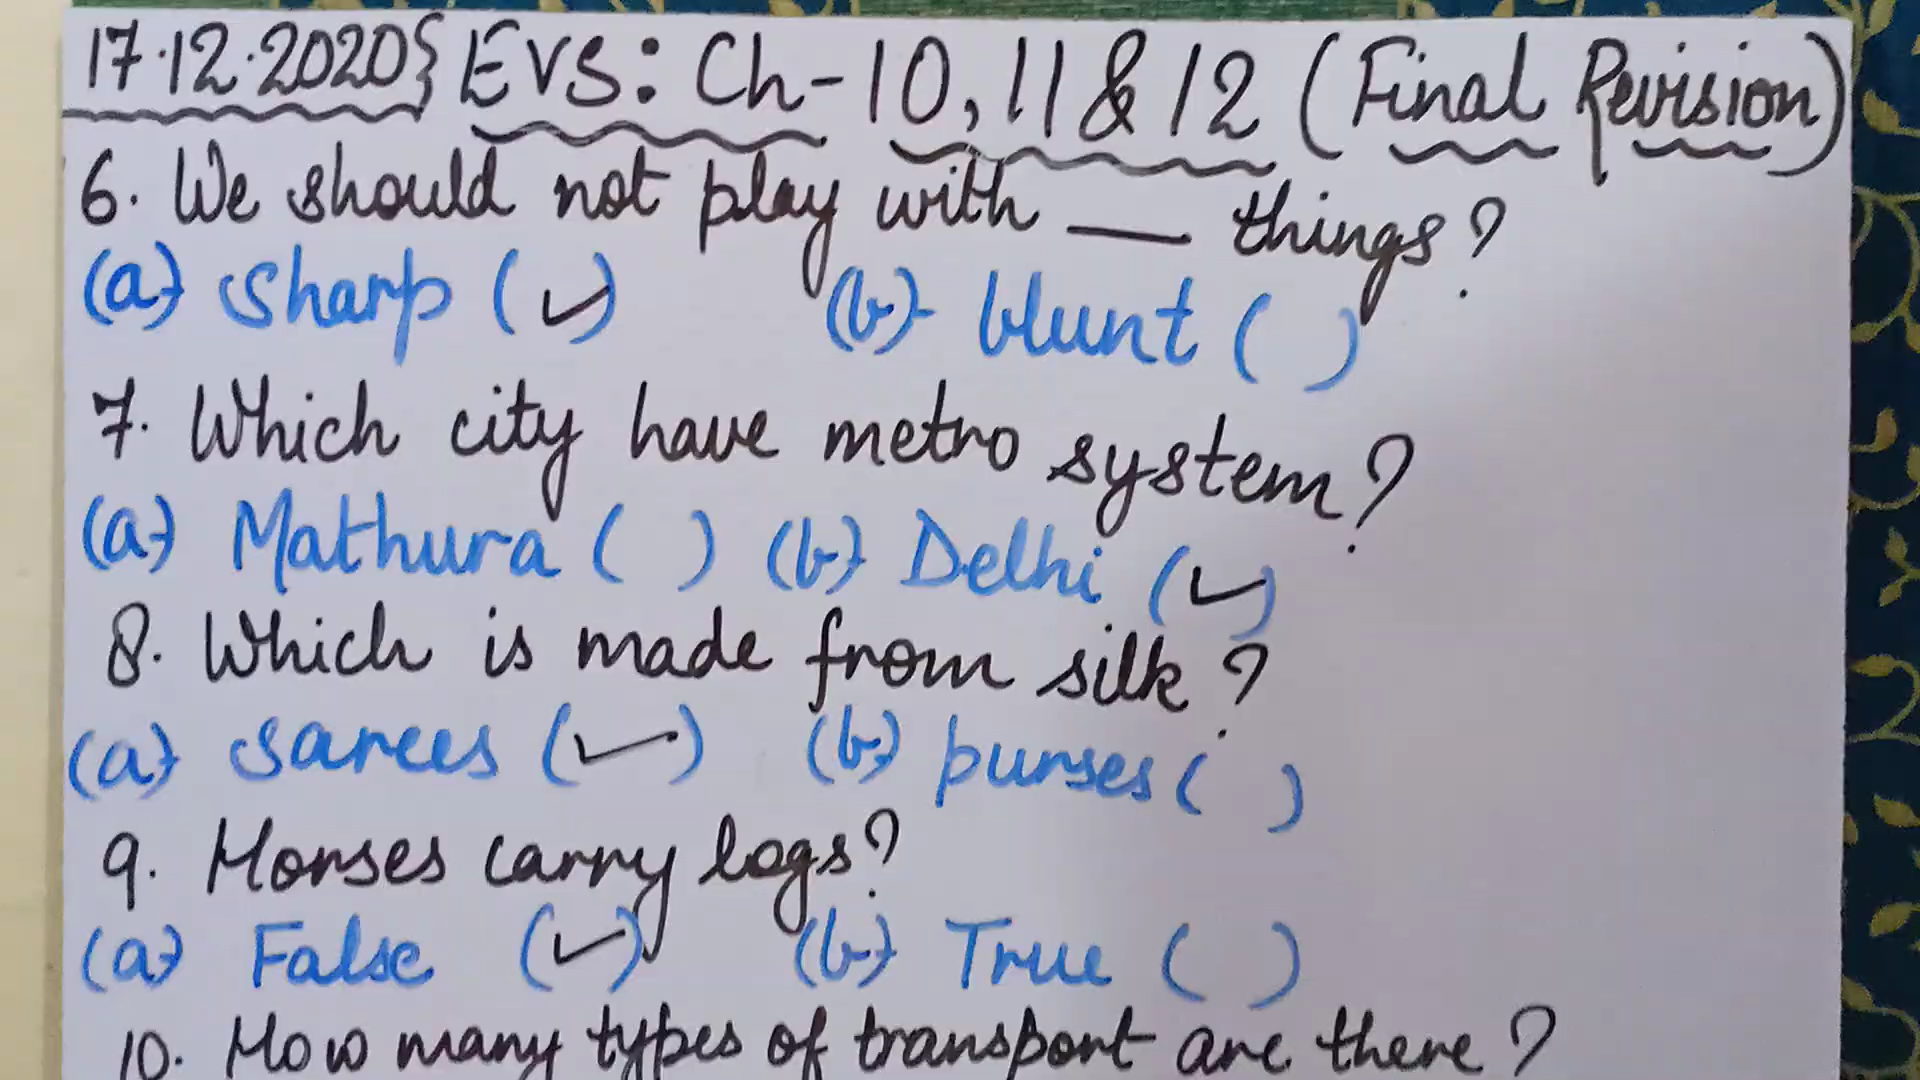 17.12.2020} EVS: Ch-10, 11 & 12 (Final Revision)
6. We should not play with ___ things?
(a) Sharp (✓) (b) blunt ( )
7. Which city have metro system?
(a) Mathura ( ) (b) Delhi (✓)
8. Which is made from silk?
(a) Sarees (✓) (b) purses ( )
9. Horses carry logs?
(a) False (✓) (b) True ( )
10. How many types of transport are there?